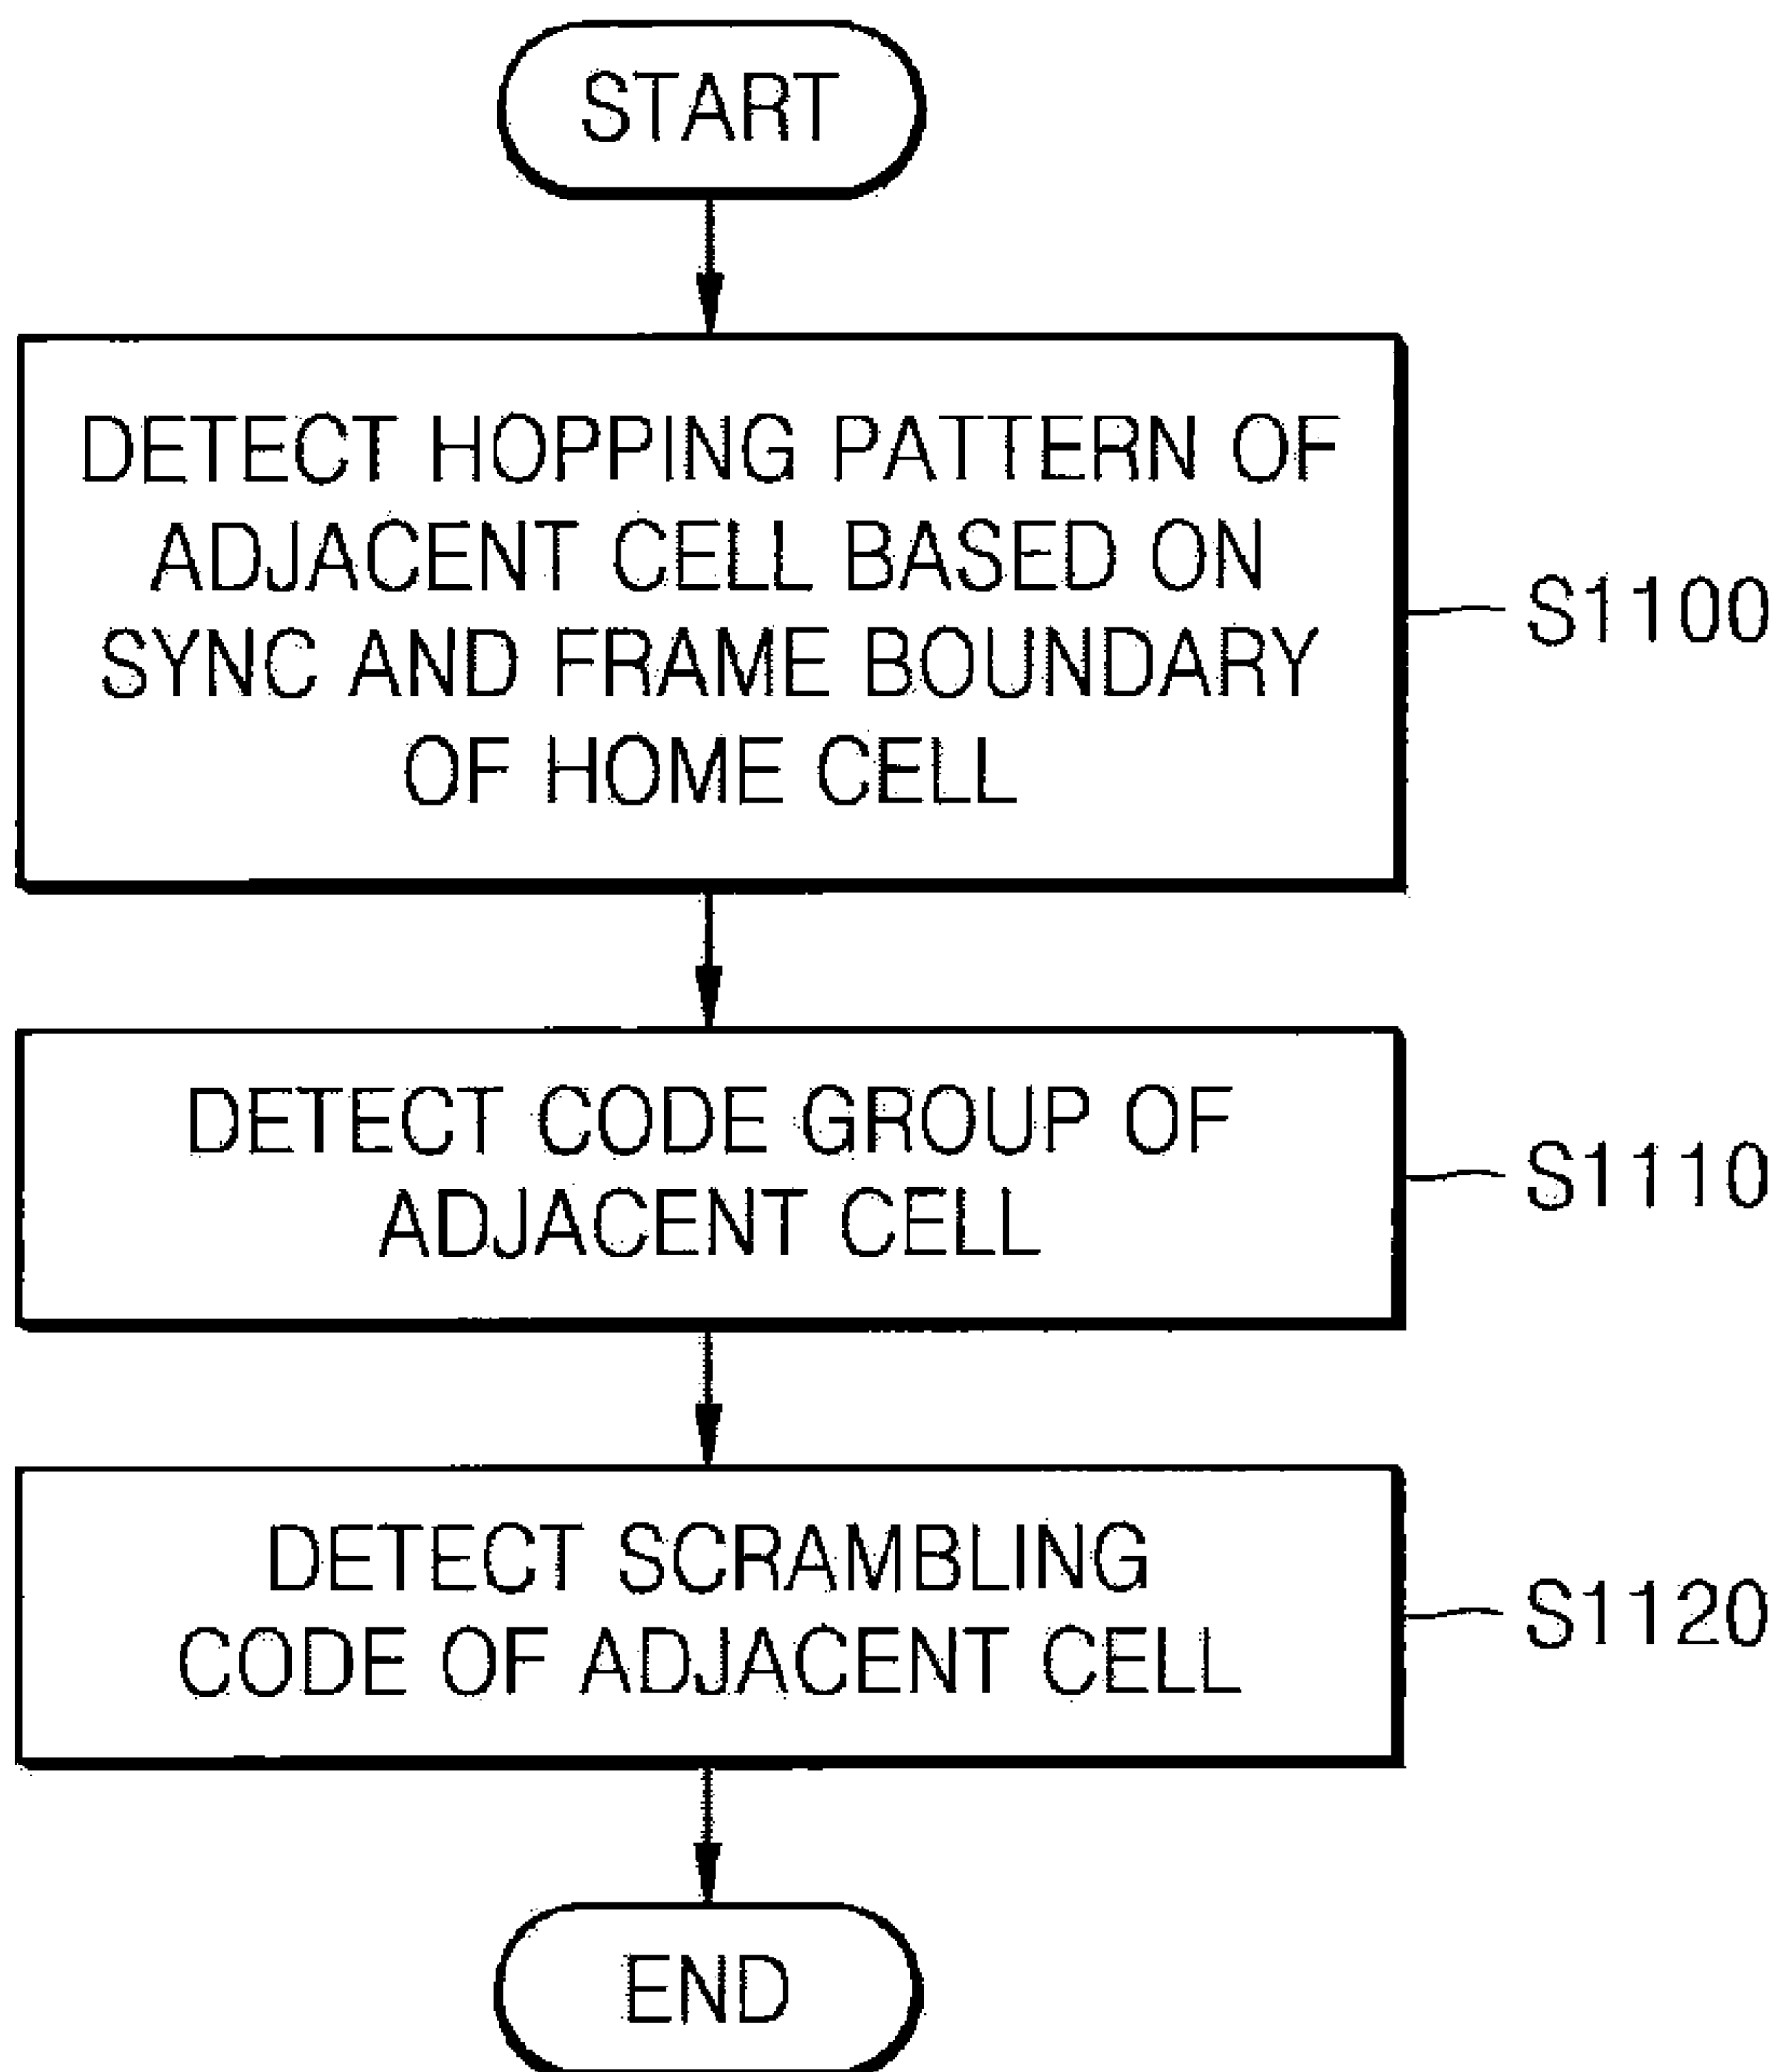 START
DETECT HOPPING PATTERN OF
ADJACENT CELL BASED ON
SYNC AND FRAME BOUNDARY
OF HOME CELL
S1100
DETECT CODE GROUP OF
ADJACENT CELL
S1110
DETECT SCRAMBLING
CODE OF ADJACENT CELL
S1120
END